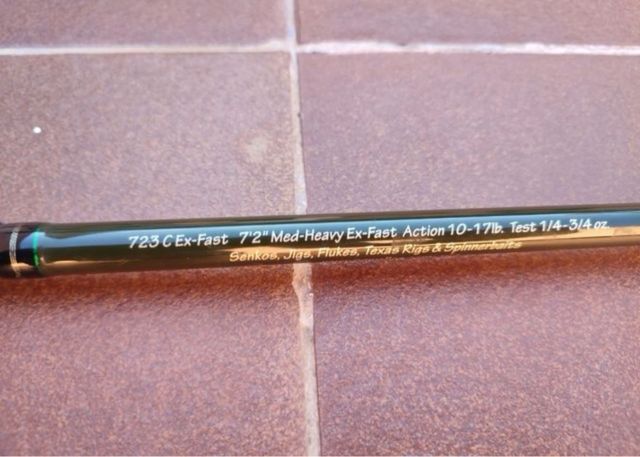 723 C Ex-Fast 7'2" Med-Heavy Ex-Fast Action 10-17lb. Test 1/4-3/4 oz.
Senkos, Jigs, Flukes, Texas Rigs & Spinnerbaits